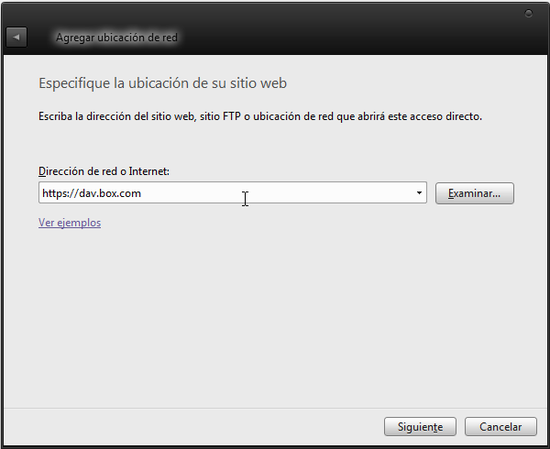 Agregar ubicación de red
Especifique la ubicación de su sitio web
Escriba la dirección del sitio web, sitio FTP o ubicación de red que abrirá este acceso directo.
Dirección de red o Internet:
https://dav.box.com
Examinar...
Ver ejemplos
Siguiente
Cancelar